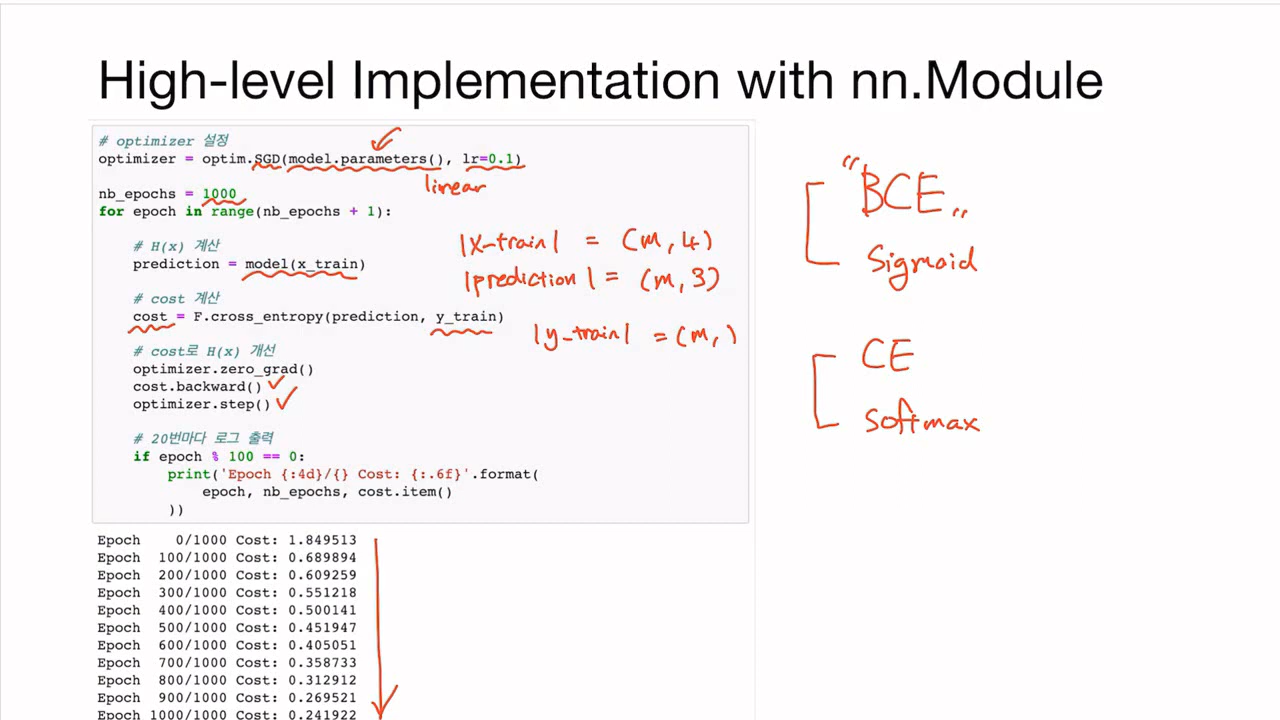 High-level Implementation with nn.Module
# optimizer 설정
optimizer = optim.SGD(model.parameters(), lr=0.1)
linear
nb_epochs = 1000
for epoch in range(nb_epochs + 1):
# H(x) 계산
prediction = model(x_train)
# cost 계산
cost = F.cross_entropy(prediction, y_train)
# cost로 H(x) 개선
optimizer.zero_grad()
cost.backward()
optimizer.step()
# 20번마다 로그 출력
if epoch % 100 == 0:
print('Epoch {:4d}/{} Cost: {:.6f}'.format(
epoch, nb_epochs, cost.item()
))
|x-train| = (m, 4)
|prediction| = (m, 3)
|y-train| = (m, )
"BCE"
Sigmoid
CE
Softmax
Epoch    0/1000 Cost: 1.849513
Epoch  100/1000 Cost: 0.689894
Epoch  200/1000 Cost: 0.609259
Epoch  300/1000 Cost: 0.551218
Epoch  400/1000 Cost: 0.500141
Epoch  500/1000 Cost: 0.451947
Epoch  600/1000 Cost: 0.405051
Epoch  700/1000 Cost: 0.358733
Epoch  800/1000 Cost: 0.312912
Epoch  900/1000 Cost: 0.269521
Epoch 1000/1000 Cost: 0.241922